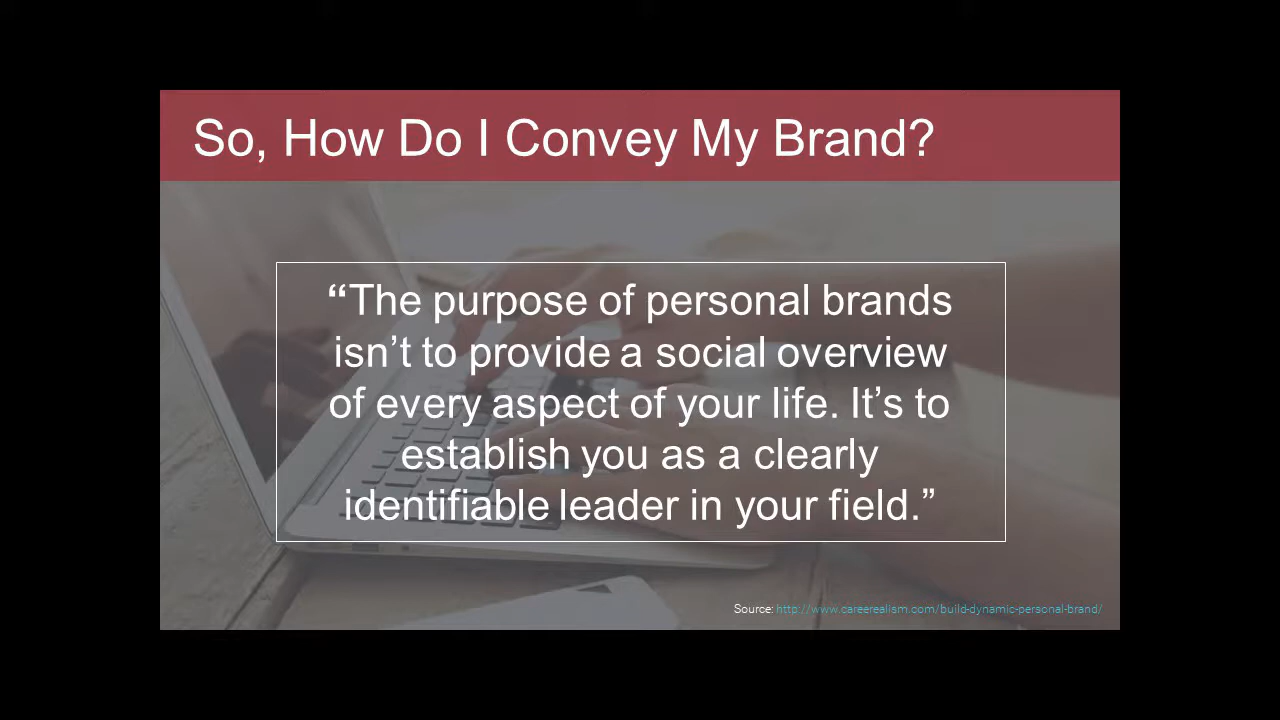 So, How Do I Convey My Brand?
“The purpose of personal brands
isn’t to provide a social overview
of every aspect of your life. It’s to
establish you as a clearly
identifiable leader in your field.”
Source: http://www.careerealism.com/build-dynamic-personal-brand/